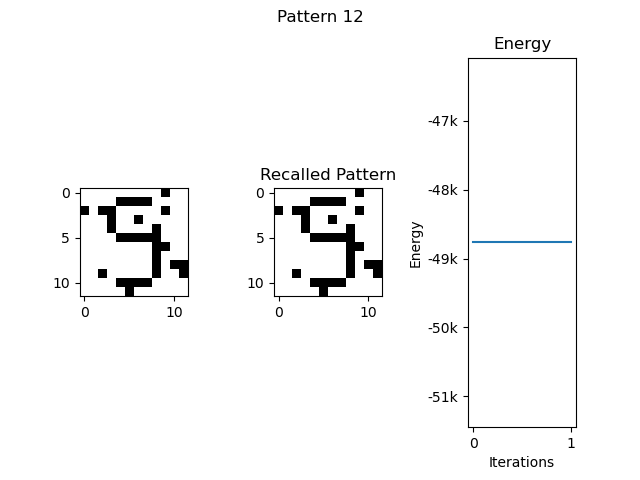 Pattern 12
Energy
Recalled Pattern
0
5
10
0
10
0
5
10
0
10
Energy
-47k
-48k
-49k
-50k
-51k
0
1
Iterations